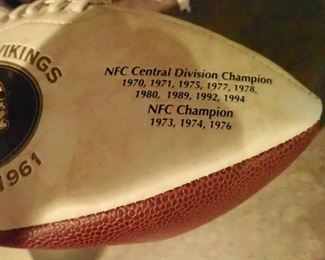 VIKINGS
1961
NFC Central Division Champion
1970, 1971, 1975, 1977, 1978,
1980, 1989, 1992, 1994
NFC Champion
1973, 1974, 1976